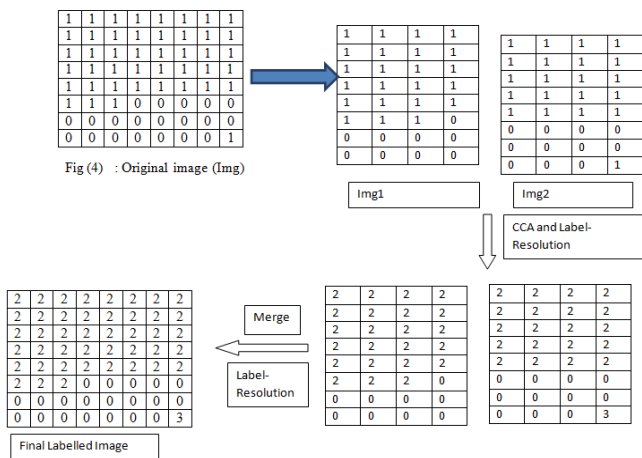 1 1 1 1 1 1 1 1
1 1 1 1 1 1 1 1
1 1 1 1 1 1 1 1
1 1 1 1 1 1 1 1
1 1 1 1 1 1 1 1
1 1 1 0 0 0 0 0
0 0 0 0 0 0 0 0
0 0 0 0 0 0 0 1
Fig (4) : Original image (Img)
1 1 1 1
1 1 1 1
1 1 1 1
1 1 1 1
1 1 1 1
1 1 1 0
0 0 0 0
0 0 0 0
Img1
1 1 1 1
1 1 1 1
1 1 1 1
1 1 1 1
1 1 1 1
0 0 0 0
0 0 0 0
0 0 0 1
Img2
CCA and Label-
Resolution
2 2 2 2 2 2 2 2
2 2 2 2 2 2 2 2
2 2 2 2 2 2 2 2
2 2 2 2 2 2 2 2
2 2 2 2 2 2 2 2
2 2 2 0 0 0 0 0
0 0 0 0 0 0 0 0
0 0 0 0 0 0 0 3
Final Labelled Image
Merge
Label-
Resolution
2 2 2 2
2 2 2 2
2 2 2 2
2 2 2 2
2 2 2 2
2 2 2 0
0 0 0 0
0 0 0 0
2 2 2 2
2 2 2 2
2 2 2 2
2 2 2 2
2 2 2 2
0 0 0 0
0 0 0 0
0 0 0 3